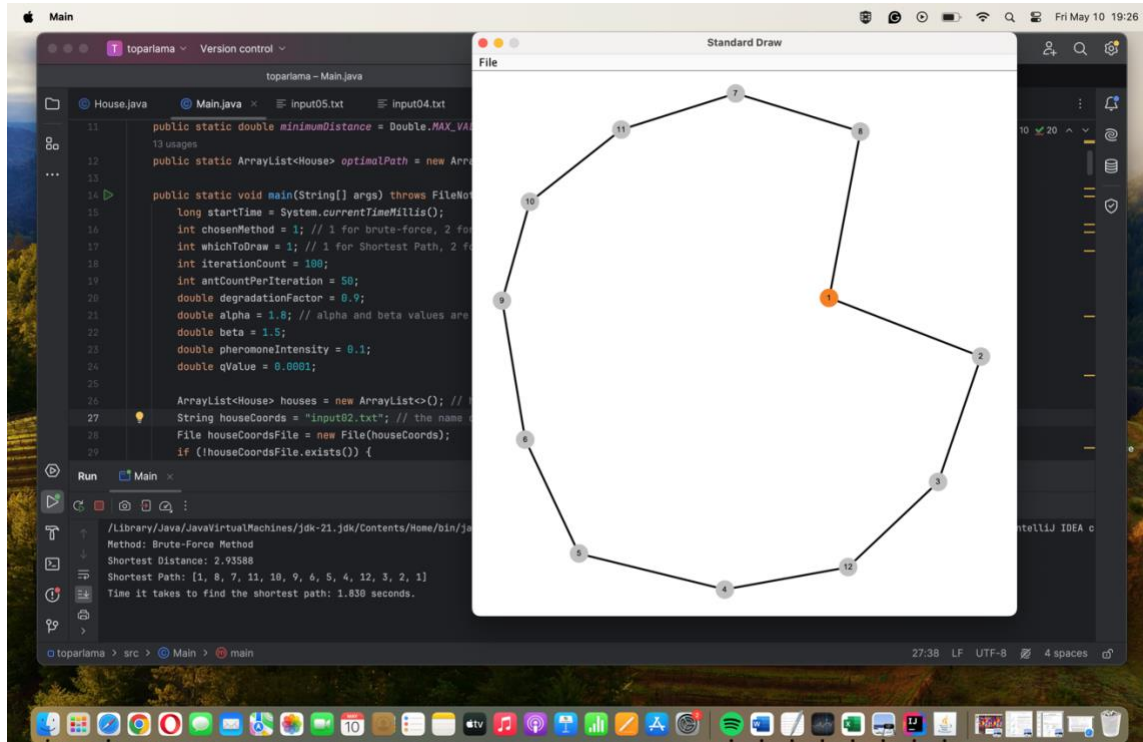 Main
Fri May 10 19:26
T toparlama Version control
Standard Draw
File
toparlama – Main.java
House.java Main.java input05.txt input04.txt
11 public static double minimumDistance = Double.MAX_VAL
13 usages
12 public static ArrayList<House> optimalPath = new Arra
13
14 public static void main(String[] args) throws FileNot
15 long startTime = System.currentTimeMillis();
16 int chosenMethod = 1; // 1 for brute-force, 2 for
17 int whichToDraw = 1; // 1 for Shortest Path, 2 fo
18 int iterationCount = 100;
19 int antCountPerIteration = 50;
20 double degradationFactor = 0.9;
21 double alpha = 1.8; // alpha and beta values are
22 double beta = 1.5;
23 double pheromoneIntensity = 0.1;
24 double qValue = 0.0001;
25
26 ArrayList<House> houses = new ArrayList<>(); //
27 String houseCoords = "input02.txt"; // the name
28 File houseCoordsFile = new File(houseCoords);
29 if (!houseCoordsFile.exists()) {
10 20
7
8
11
10
1
9
2
6
3
5
12
4
Run Main
/Library/Java/JavaVirtualMachines/jdk-21.jdk/Contents/Home/bin/ja
ntelliJ IDEA c
Method: Brute-Force Method
Shortest Distance: 2.93588
Shortest Path: [1, 8, 7, 11, 10, 9, 6, 5, 4, 12, 3, 2, 1]
Time it takes to find the shortest path: 1.830 seconds.
toparlama > src > Main > main
27:38 LF UTF-8 4 spaces
MAY
10
tv